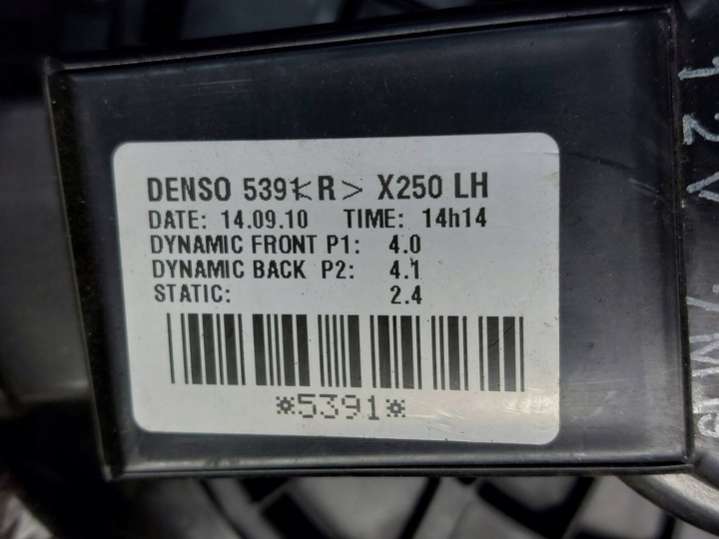 DENSO 5391<R> X250 LH
DATE: 14.09.10 TIME: 14h14
DYNAMIC FRONT P1: 4.0
DYNAMIC BACK P2: 4.1
STATIC: 2.4
*5391*